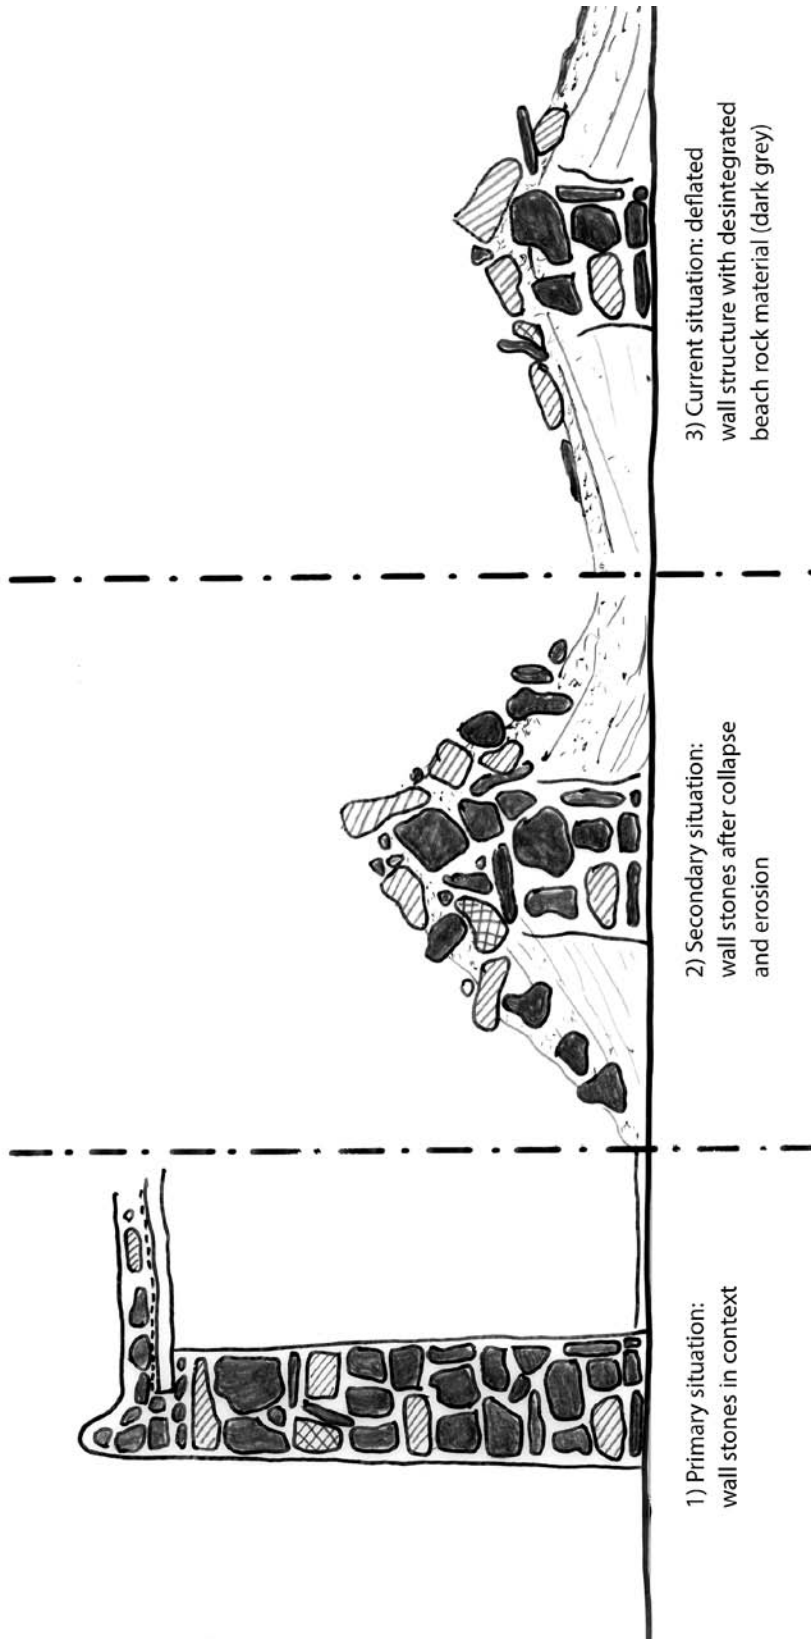 1) Primary situation:
wall stones in context
2) Secondary situation:
wall stones after collapse
and erosion
3) Current situation: deflated
wall structure with desintegrated
beach rock material (dark grey)